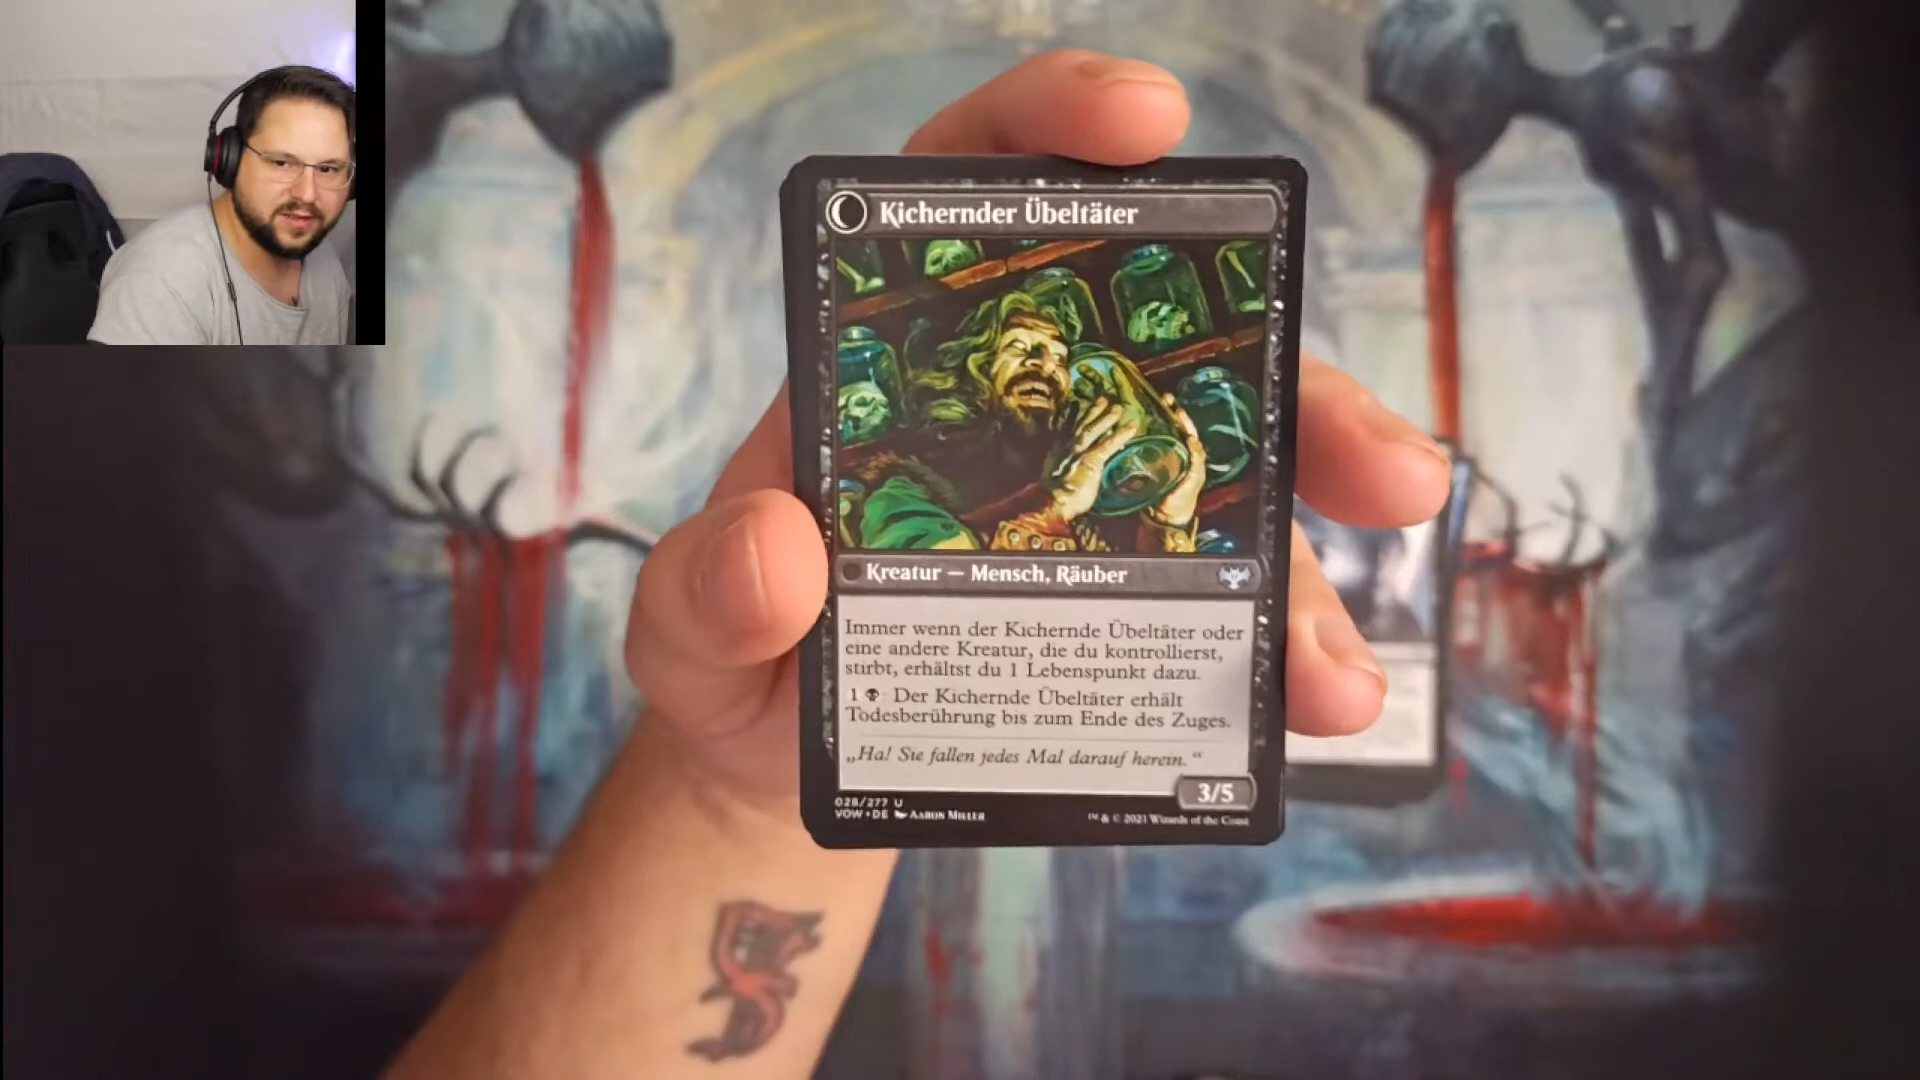 Kichernder Übeltäter
Kreatur — Mensch, Räuber
Immer wenn der Kichernde Übeltäter oder
eine andere Kreatur, die du kontrollierst,
stirbt, erhältst du 1 Lebenspunkt dazu.
1 : Der Kichernde Übeltäter erhält
Todesberührung bis zum Ende des Zuges.
„Ha! Sie fallen jedes Mal darauf herein.“
3/5
028/277 U
VOW • DE AARON MILLER
™ & © 2021 Wizards of the Coast